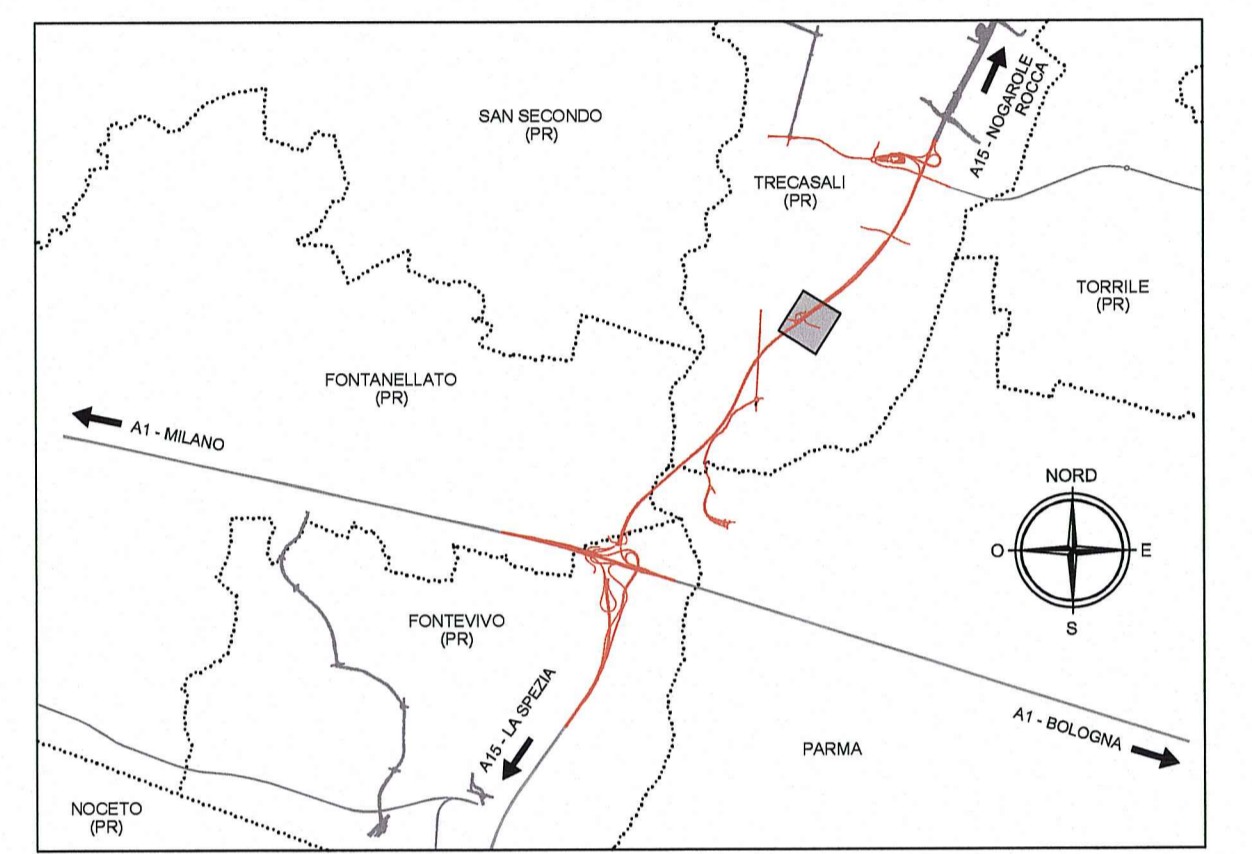 A15 - NOGAROLE
ROCCA
SAN SECONDO
(PR)
TRECASALI
(PR)
TORRILE
(PR)
FONTANELLATO
(PR)
A1 - MILANO
NORD
O
E
S
FONTEVIVO
(PR)
A15 - LA SPEZIA
A1 - BOLOGNA
PARMA
NOCETO
(PR)